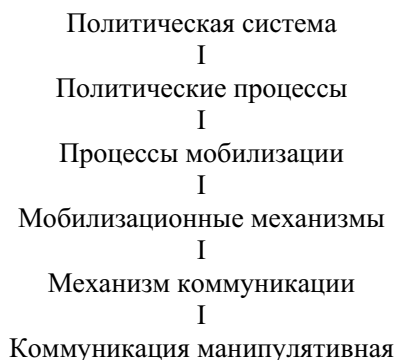 Политическая система
I
Политические процессы
I
Процессы мобилизации
I
Мобилизационные механизмы
I
Механизм коммуникации
I
Коммуникация манипулятивная